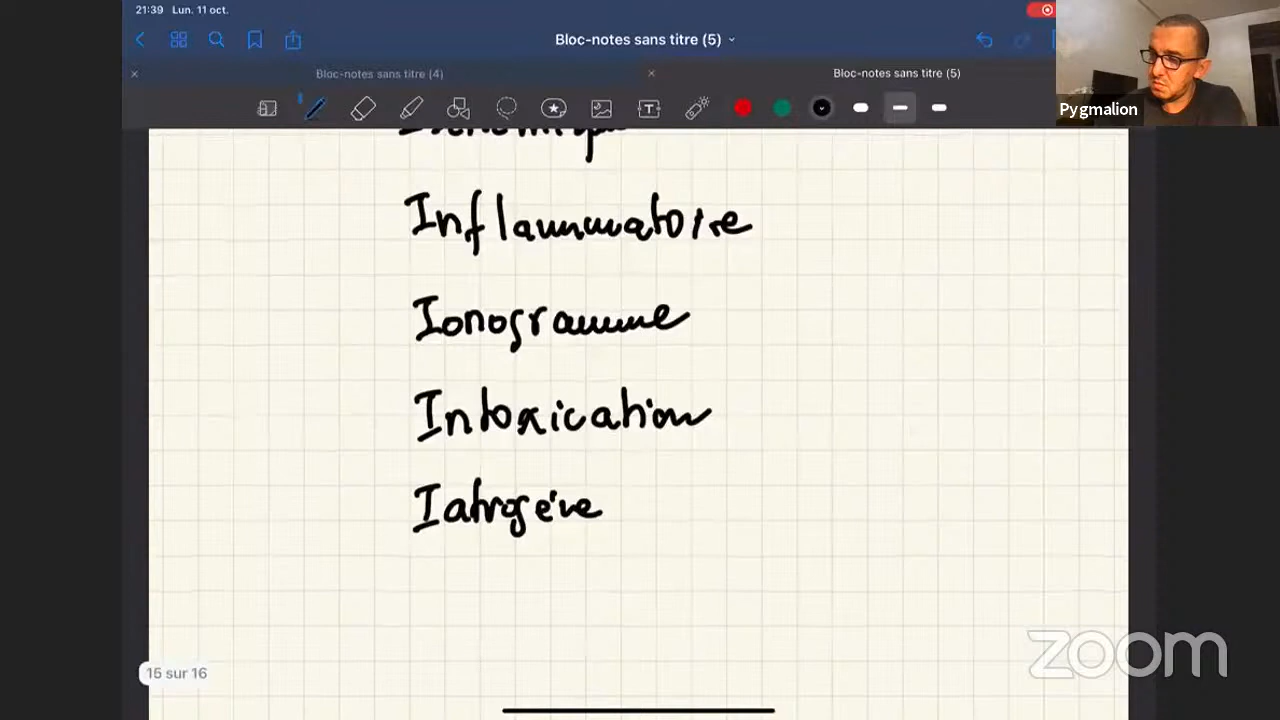 21:39 Lun. 11 oct.
Bloc-notes sans titre (5)
Bloc-notes sans titre (4)
Bloc-notes sans titre (5)
Pygmalion
Inflammatoire
Ionogramme
Intoxication
Iatrogène
15 sur 16
zoom